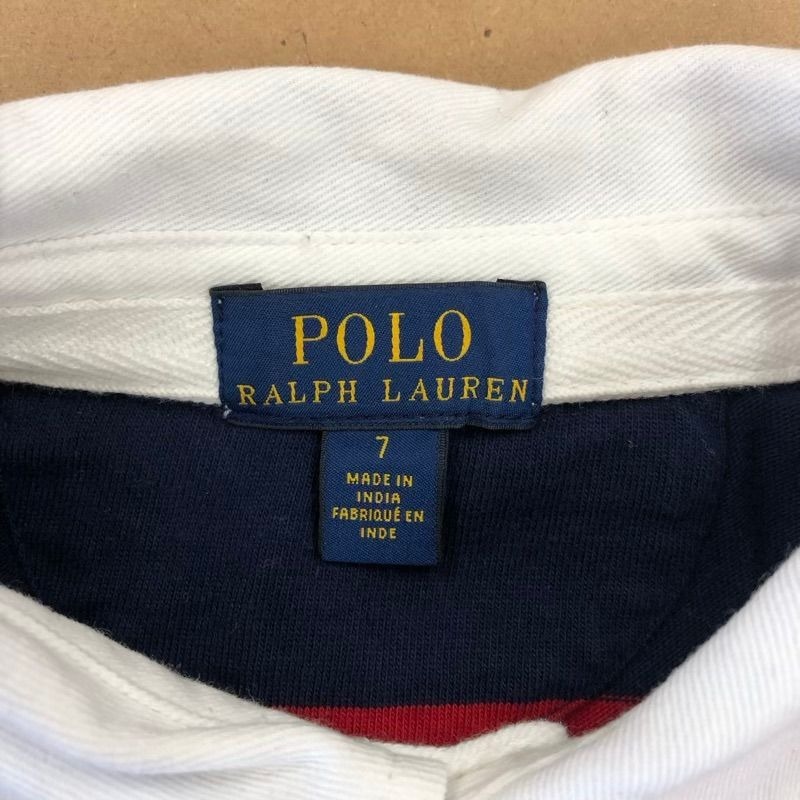 POLO
RALPH LAUREN
7
MADE IN
INDIA
FABRIQUÉ EN
INDE